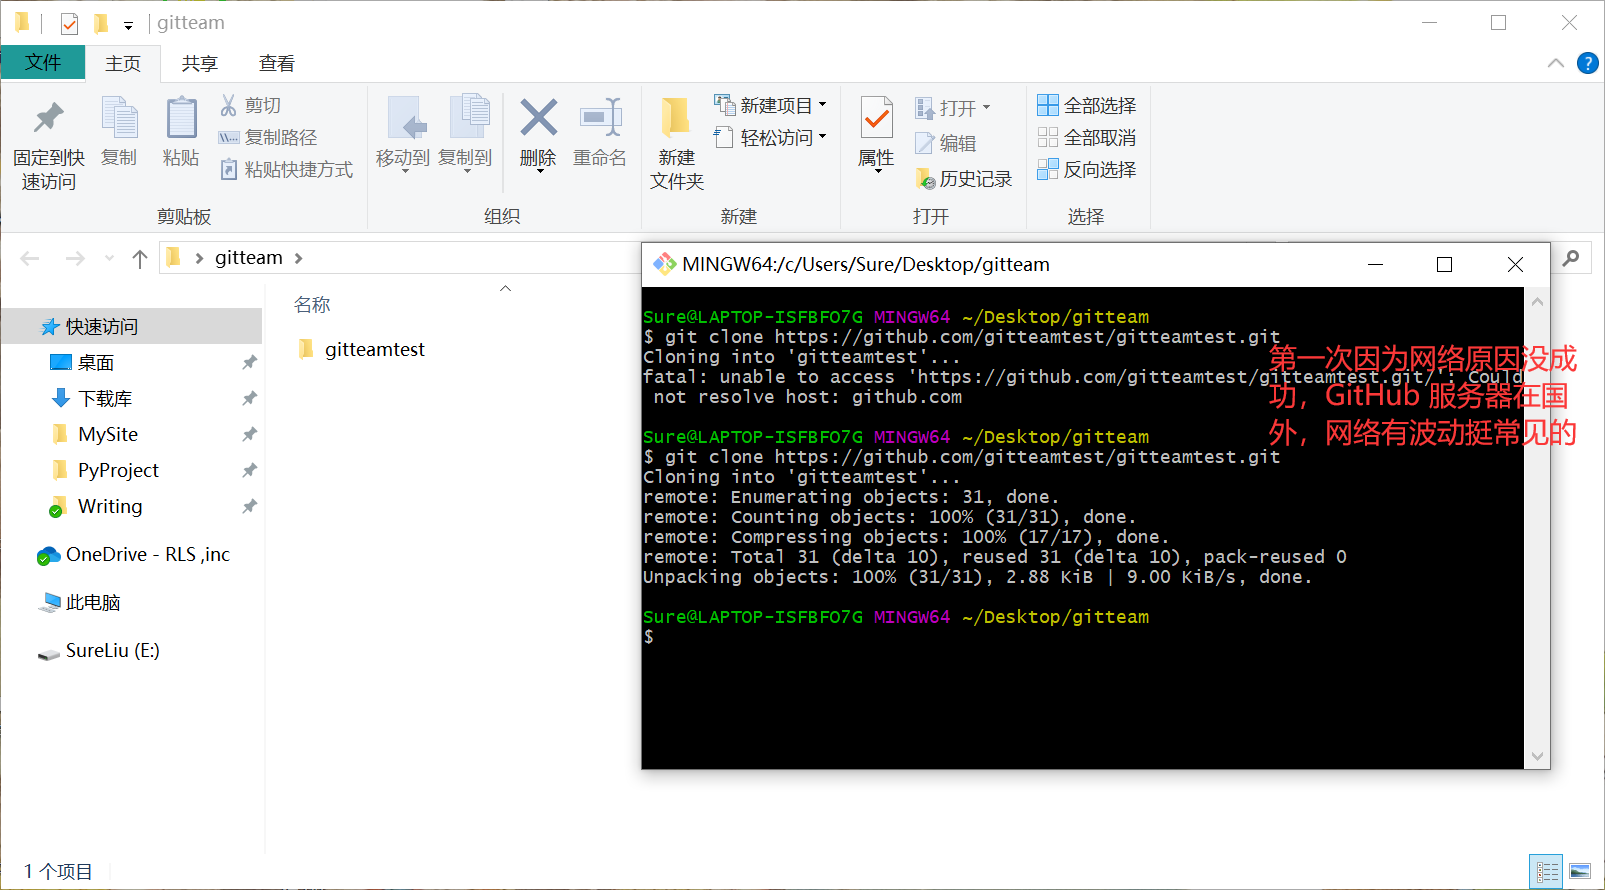 gitteam
文件
主页
共享
查看
?
固定到快
速访问
复制
粘贴
剪切
复制路径
粘贴快捷方式
剪贴板
移动到
复制到
删除
重命名
组织
新建
文件夹
新建项目
轻松访问
新建
属性
打开
编辑
历史记录
打开
全部选择
全部取消
反向选择
选择
gitteam
快速访问
桌面
下载库
MySite
PyProject
Writing
OneDrive - RLS ,inc
此电脑
SureLiu (E:)
名称
gitteamtest
MINGW64:/c/Users/Sure/Desktop/gitteam
Sure@LAPTOP-ISFBFO7G MINGW64 ~/Desktop/gitteam
$ git clone https://github.com/gitteamtest/gitteamtest.git
Cloning into 'gitteamtest'...
fatal: unable to access 'https://github.com/gitteamtest/gitteamtest.git/': Could
not resolve host: github.com
第一次因为网络原因没成
功，GitHub 服务器在国
外，网络有波动挺常见的
Sure@LAPTOP-ISFBFO7G MINGW64 ~/Desktop/gitteam
$ git clone https://github.com/gitteamtest/gitteamtest.git
Cloning into 'gitteamtest'...
remote: Enumerating objects: 31, done.
remote: Counting objects: 100% (31/31), done.
remote: Compressing objects: 100% (17/17), done.
remote: Total 31 (delta 10), reused 31 (delta 10), pack-reused 0
Unpacking objects: 100% (31/31), 2.88 KiB | 9.00 KiB/s, done.
Sure@LAPTOP-ISFBFO7G MINGW64 ~/Desktop/gitteam
$
1 个项目